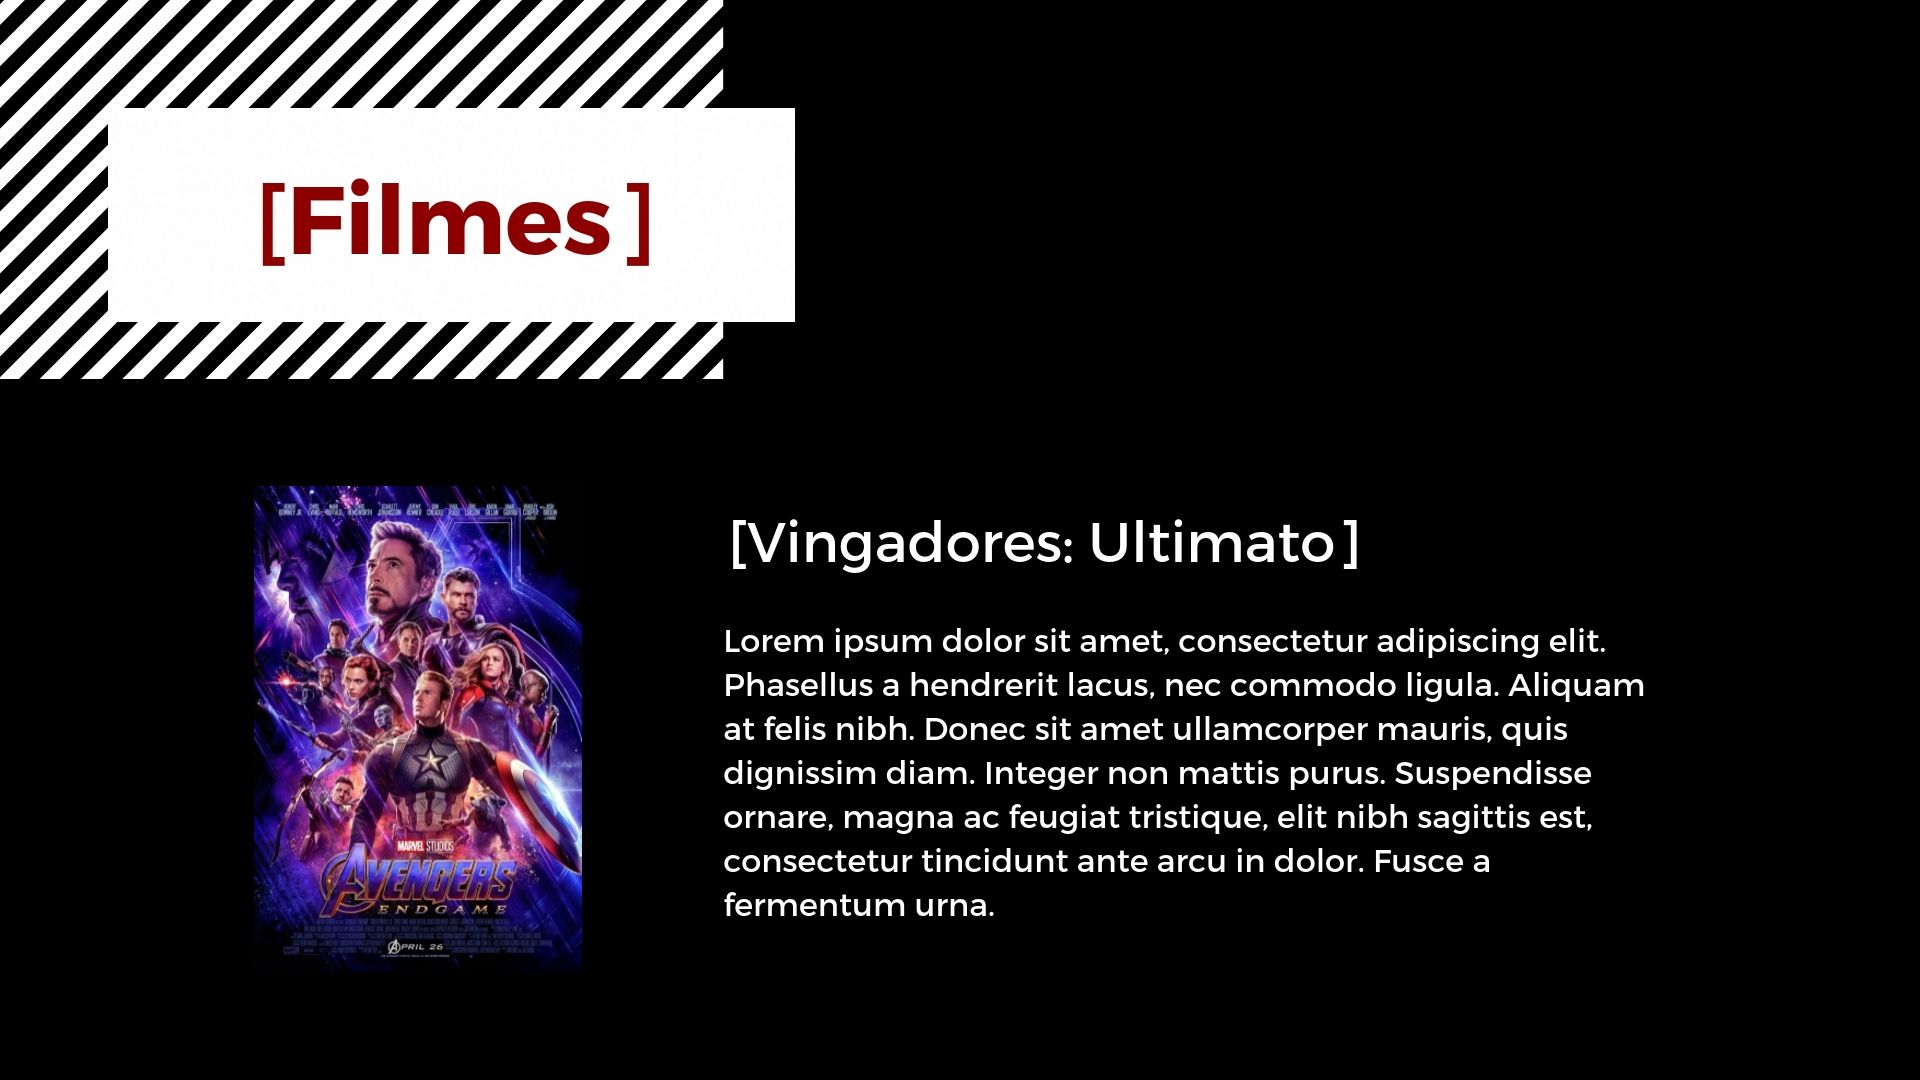 [Filmes]
[Vingadores: Ultimato]
Lorem ipsum dolor sit amet, consectetur adipiscing elit.
Phasellus a hendrerit lacus, nec commodo ligula. Aliquam
at felis nibh. Donec sit amet ullamcorper mauris, quis
dignissim diam. Integer non mattis purus. Suspendisse
ornare, magna ac feugiat tristique, elit nibh sagittis est,
consectetur tincidunt ante arcu in dolor. Fusce a
fermentum urna.
MARVEL STUDIOS
AVENGERS
ENDGAME
APRIL 26